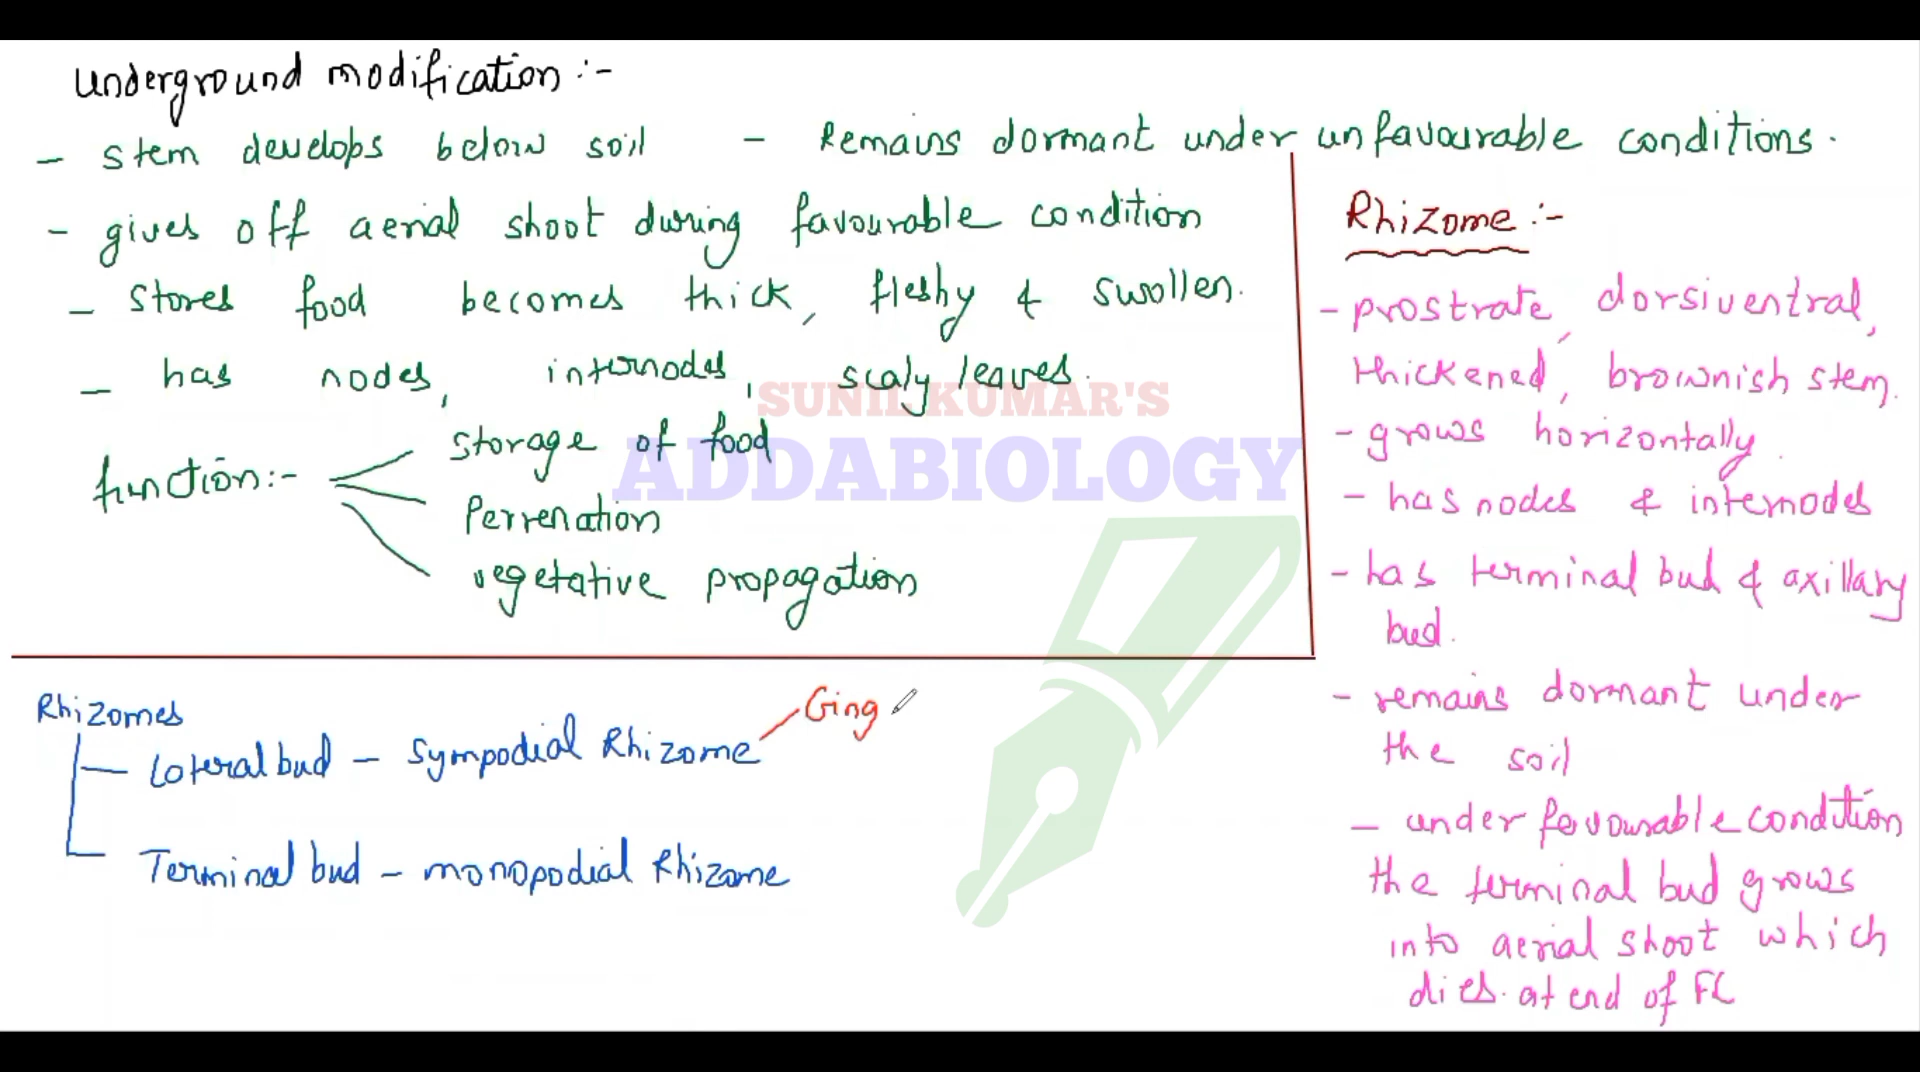 Underground modification :-
- stem develops below soil - Remains dormant under unfavourable conditions.
- gives off aerial shoot during favourable condition
- stores food becomes thick, fleshy & swollen.
- has nodes, internodes, scaly leaves.
function:- storage of food
Perrenation
vegetative propagation
SUNIL KUMAR'S
ADDABIOLOGY
Rhizome :-
- prostrate, dorsiventral,
thickened, brownish stem.
- grows horizontally.
- has nodes & internodes
- has terminal bud & axillary
bud.
- remains dormant under
the soil
- under favourable condition
the terminal bud grows
into aerial shoot which
dies at end of FC
Rhizomes
Lateral bud - Sympodial Rhizome Ging
Terminal bud - monopodial Rhizome